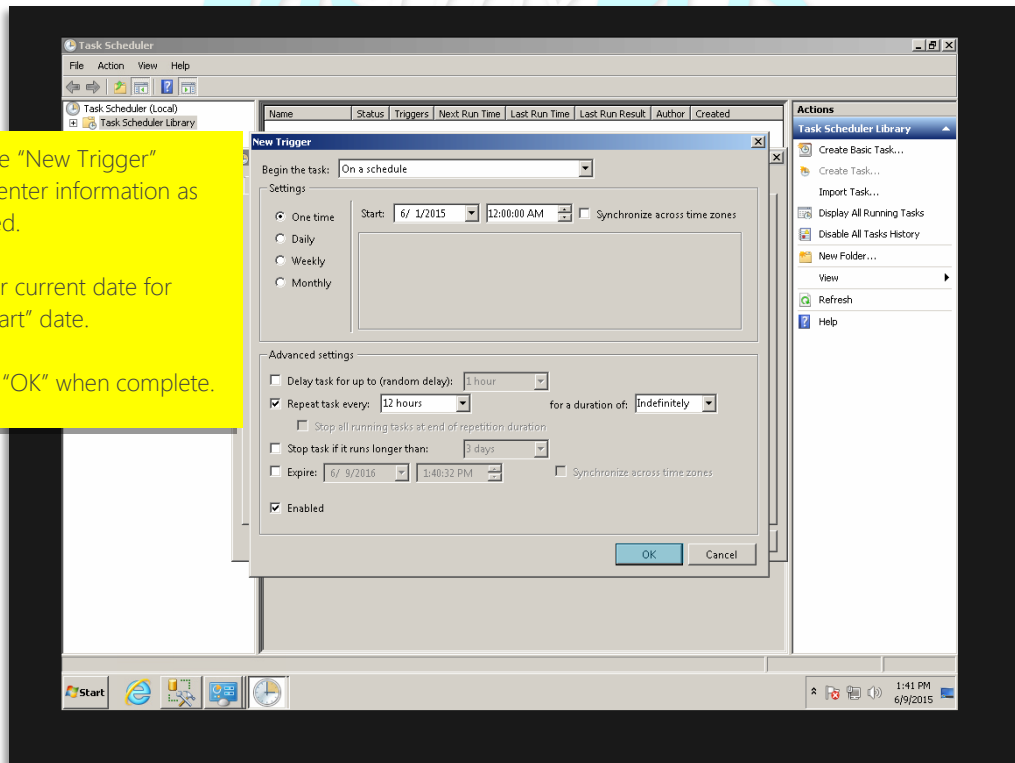 Task Scheduler
File Action View Help
Task Scheduler (Local)
Task Scheduler Library
Name Status Triggers Next Run Time Last Run Time Last Run Result Author Created
Actions
Task Scheduler Library
Create Basic Task...
Create Task...
Import Task...
Display All Running Tasks
Disable All Tasks History
New Folder...
View
Refresh
Help
"New Trigger"
enter information as
r current date for
art" date.
"OK" when complete.
New Trigger
Begin the task: On a schedule
Settings
One time
Daily
Weekly
Monthly
Start: 6/ 1/2015 12:00:00 AM Synchronize across time zones
Advanced settings
Delay task for up to (random delay): 1 hour
Repeat task every: 12 hours for a duration of: Indefinitely
Stop all running tasks at end of repetition duration
Stop task if it runs longer than: 3 days
Expire: 6/ 9/2016 1:40:32 PM Synchronize across time zones
Enabled
OK Cancel
Start
1:41 PM
6/9/2015